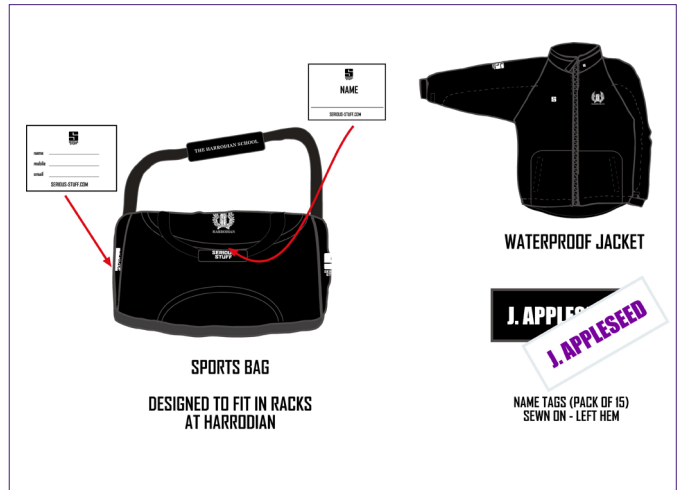 NAME
SERIOUS-STUFF.COM
name
mobile
email
SERIOUS-STUFF.COM
THE HARRODIAN SCHOOL
HARRODIAN
SERIOUS
STUFF
SPORTS BAG
DESIGNED TO FIT IN RACKS
AT HARRODIAN
WATERPROOF JACKET
J. APPLESEED
NAME TAGS (PACK OF 15)
SEWN ON - LEFT HEM